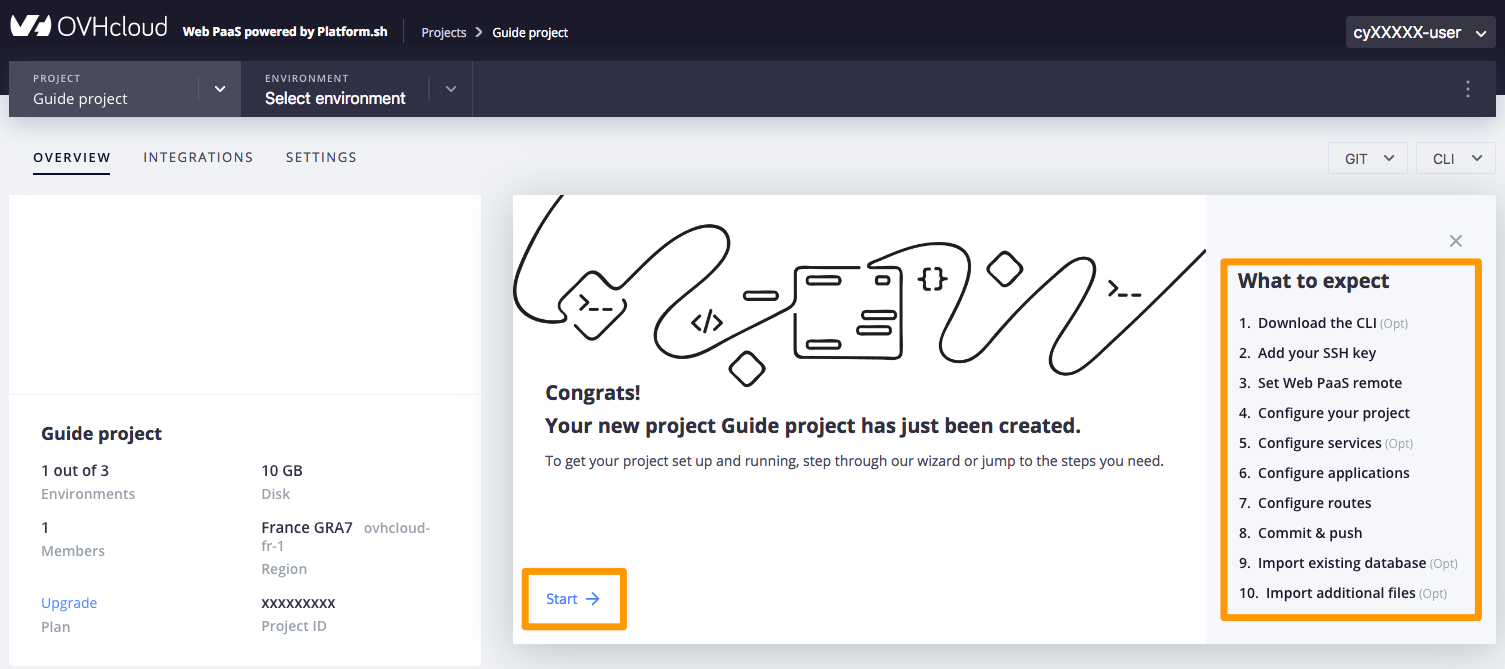 OVHcloud Web PaaS powered by Platform.sh Projects > Guide project cyXXXXX-user
PROJECT
Guide project
ENVIRONMENT
Select environment
OVERVIEW INTEGRATIONS SETTINGS GIT CLI
>--
</>
{}
>--
Congrats!
Your new project Guide project has just been created.
To get your project set up and running, step through our wizard or jump to the steps you need.
Start →
What to expect
1. Download the CLI (Opt)
2. Add your SSH key
3. Set Web PaaS remote
4. Configure your project
5. Configure services (Opt)
6. Configure applications
7. Configure routes
8. Commit & push
9. Import existing database (Opt)
10. Import additional files (Opt)
Guide project
1 out of 3
Environments
10 GB
Disk
1
Members
France GRA7 ovhcloud-
fr-1
Region
Upgrade
Plan
xxxxxxxxx
Project ID